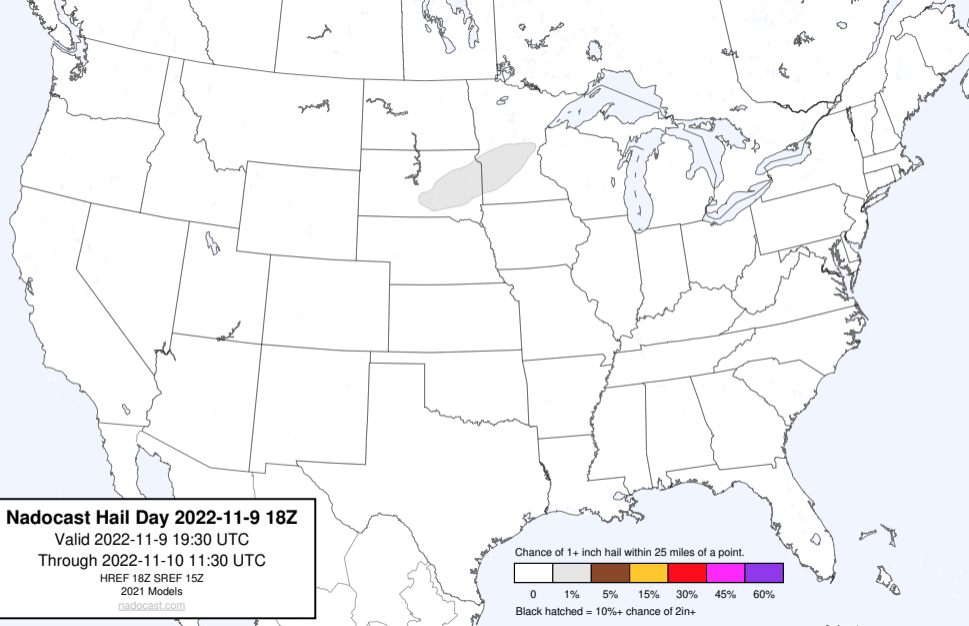 Nadocast Hail Day 2022-11-9 18Z
Valid 2022-11-9 19:30 UTC
Through 2022-11-10 11:30 UTC
HREF 18Z SREF 15Z
2021 Models
nadocast.com
Chance of 1+ inch hail within 25 miles of a point.
0 1% 5% 15% 30% 45% 60%
Black hatched = 10%+ chance of 2in+